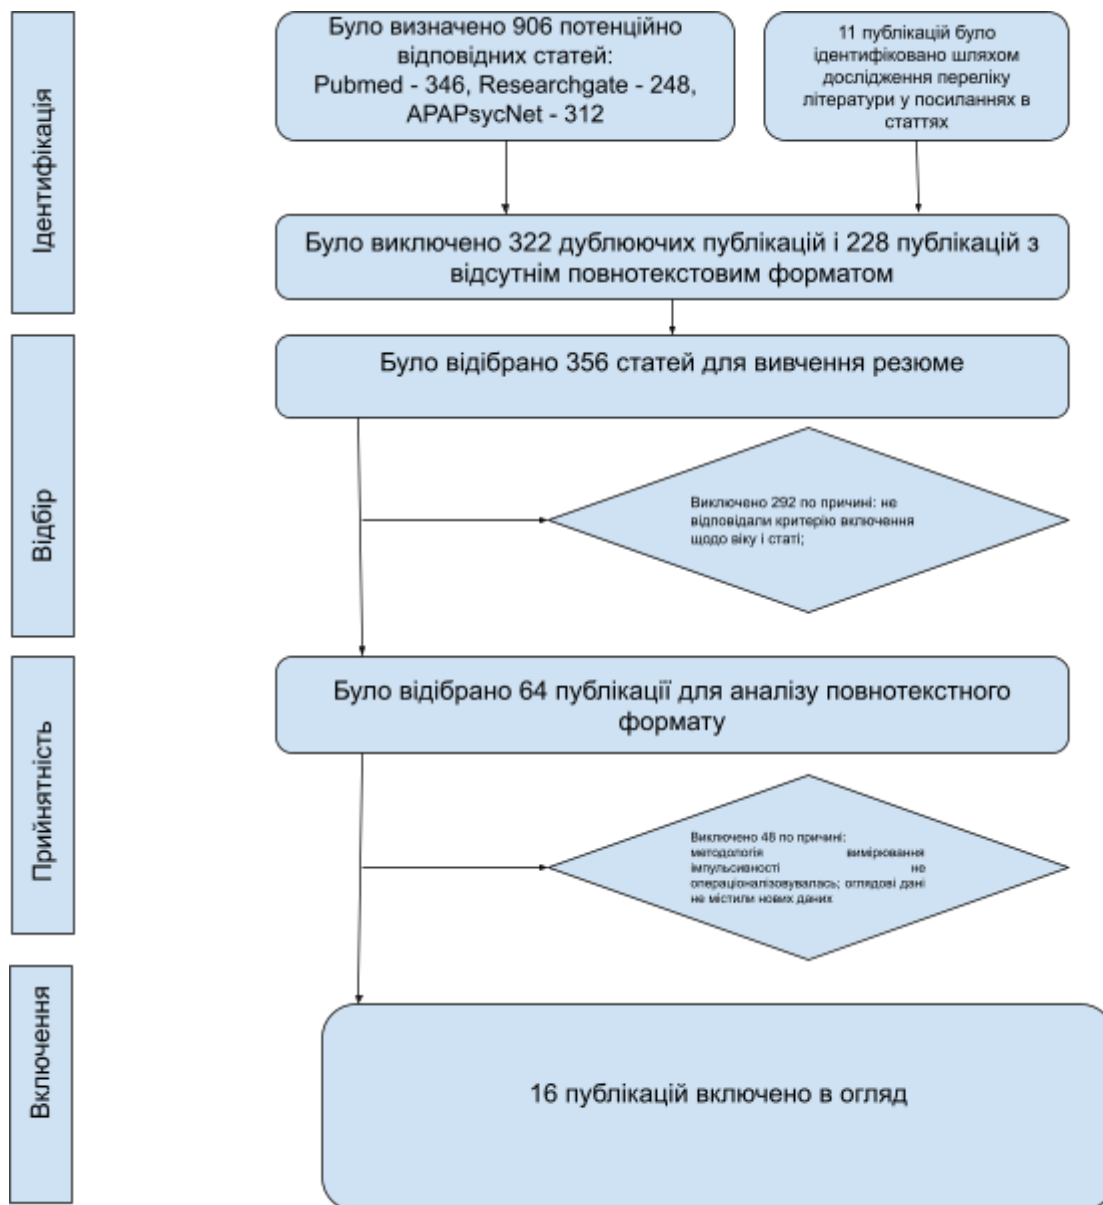 Ідентифікація
Було визначено 906 потенційно
відповідних статей:
Pubmed - 346, Researchgate - 248,
APAPsycNet - 312
11 публікацій було
ідентифіковано шляхом
дослідження переліку
літератури у посиланнях в
статтях
Було виключено 322 дублюючих публікацій і 228 публікацій з
відсутнім повнотекстовим форматом
Відбір
Було відібрано 356 статей для вивчення резюме
Виключено 292 по причині: не
відповідали критерію включення
щодо віку і статі;
Прийнятність
Було відібрано 64 публікації для аналізу повнотекстного
формату
Виключено 48 по причині:
методологія вимірювання
імпульсивності не
операціоналізовувалась; оглядові дані
не містили нових даних
Включення
16 публікацій включено в огляд